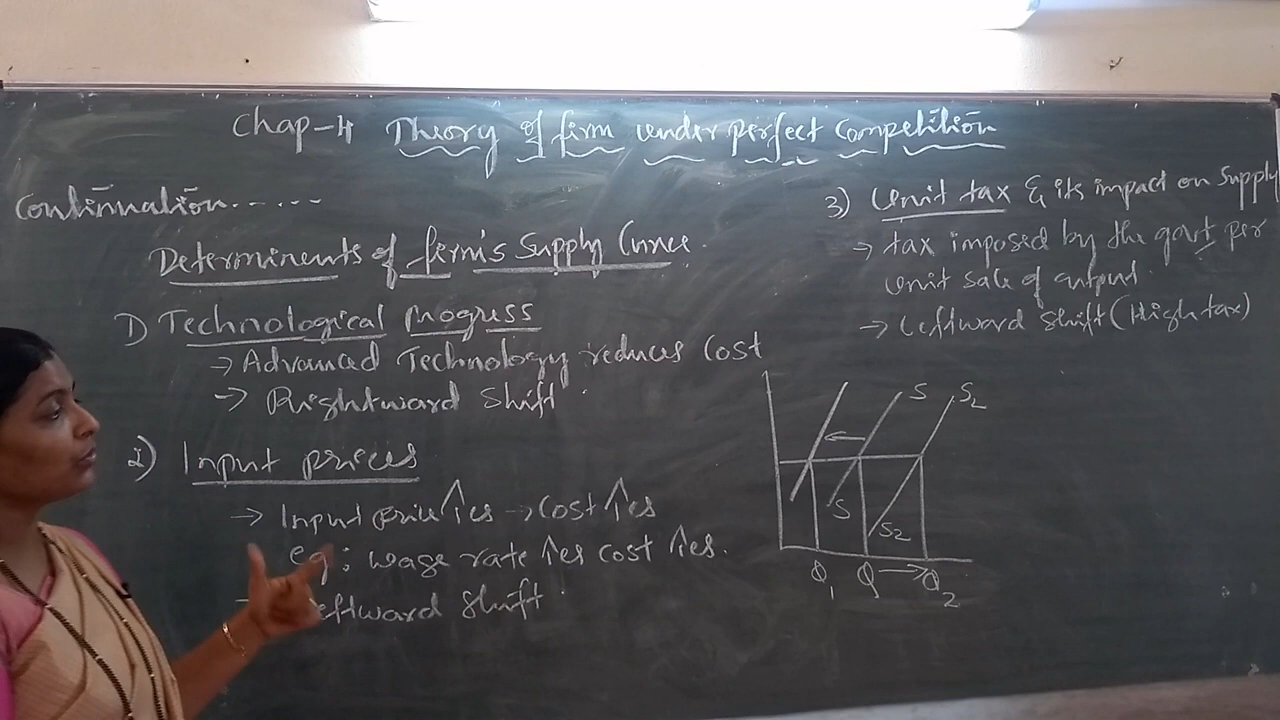 Chap-4 Theory of firm under perfect Competition
Continuation......
Determinents of firm's Supply Curve.
1) Technological progress
→ Advanced Technology reduces Cost
→ Rightward Shift
2) Input prices
→ Input price ↑es → Cost ↑es
eg: wage rate ↑es cost ↑es.
eftward Shift
3) Unit tax & its impact on Supply
→ tax imposed by the govt per
unit sale of output
→ Leftward Shift (High tax)
S S2
S S2
Q1 Q → Q2